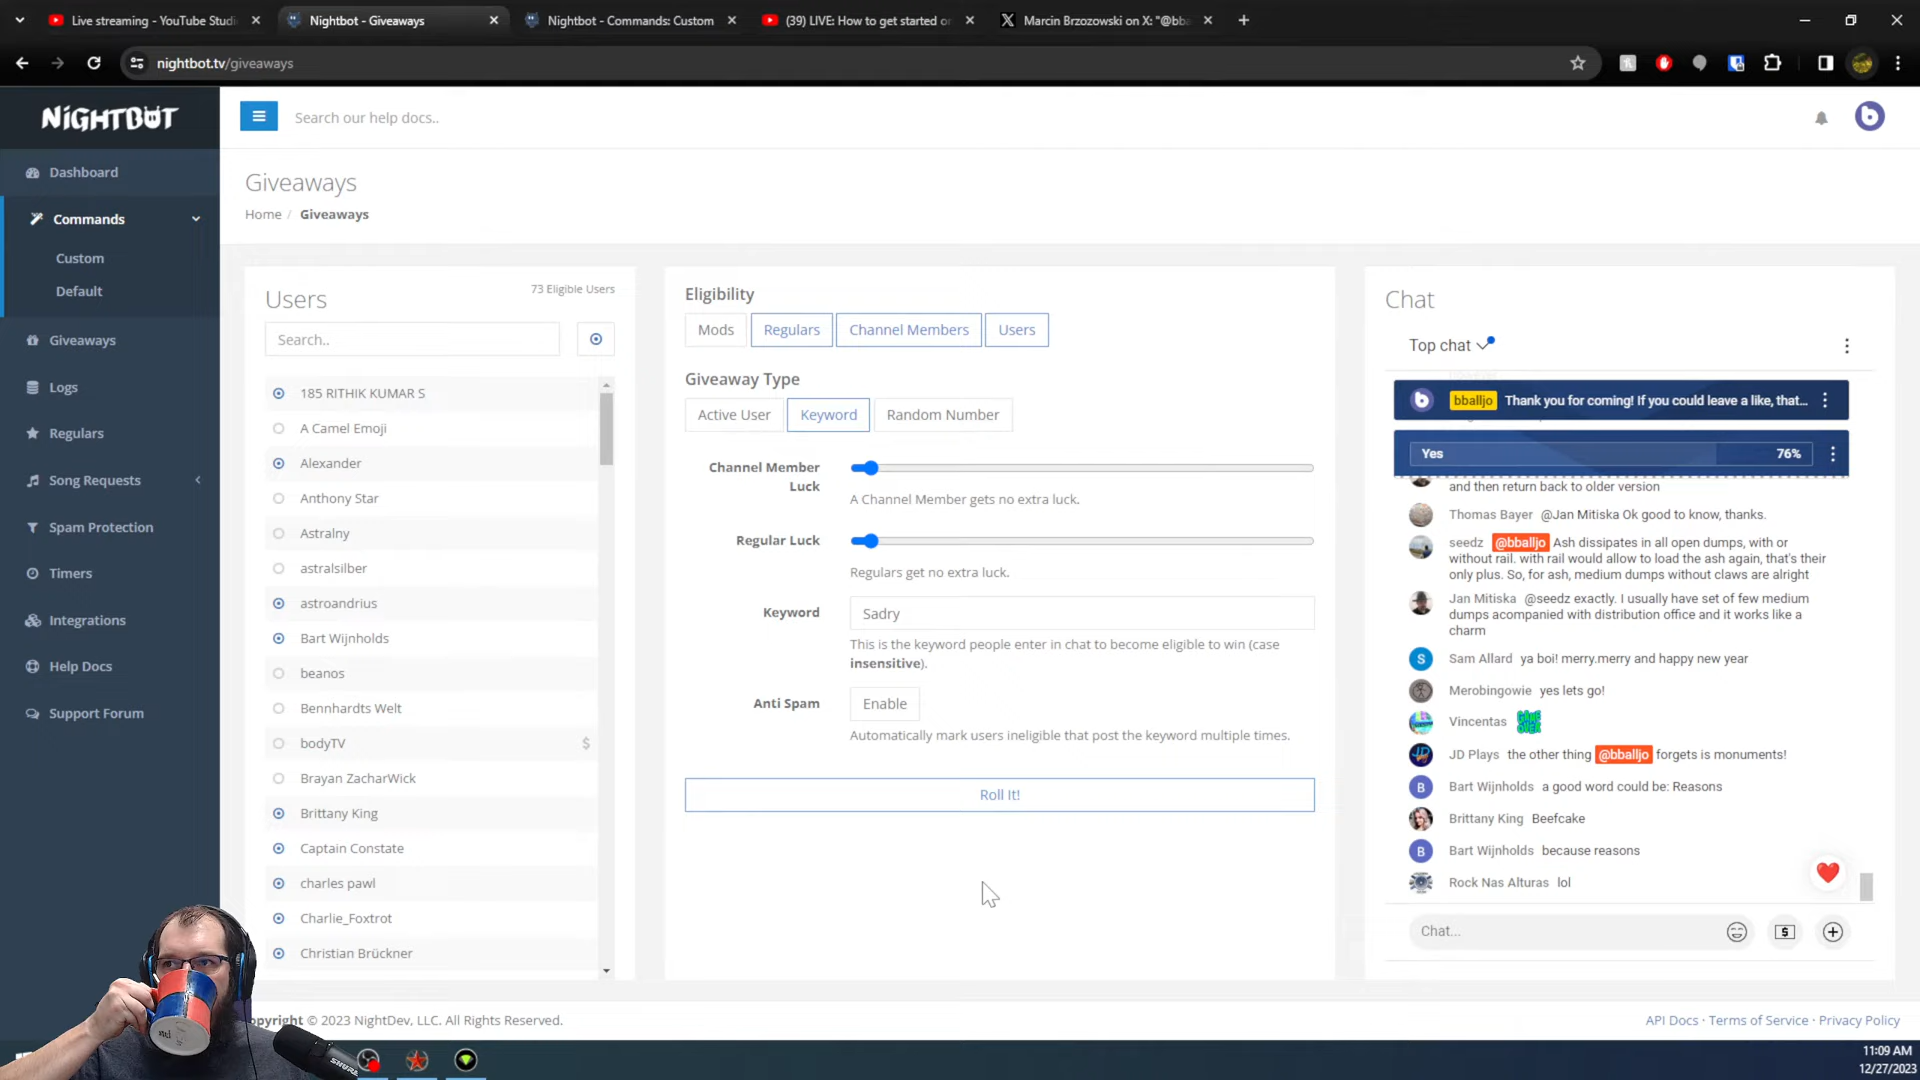 Live streaming - YouTube Studi
Nightbot - Giveaways
Nightbot - Commands: Custom
(39) LIVE: How to get started or
Marcin Brzozowski on X: "@bba
nightbot.tv/giveaways
NIGHTBOT
Search our help docs..
Dashboard
Commands
Custom
Default
Giveaways
Logs
Regulars
Song Requests
Spam Protection
Timers
Integrations
Help Docs
Support Forum
Giveaways
Home / Giveaways
Users
73 Eligible Users
Search..
185 RITHIK KUMAR S
A Camel Emoji
Alexander
Anthony Star
Astralny
astralsilber
astroandrius
Bart Wijnholds
beanos
Bennhardts Welt
bodyTV $
Brayan ZacharWick
Brittany King
Captain Constate
charles pawl
Charlie_Foxtrot
Christian Brückner
Eligibility
Mods Regulars Channel Members Users
Giveaway Type
Active User Keyword Random Number
Channel Member
Luck
A Channel Member gets no extra luck.
Regular Luck
Regulars get no extra luck.
Keyword
Sadry
This is the keyword people enter in chat to become eligible to win (case
insensitive).
Anti Spam
Enable
Automatically mark users ineligible that post the keyword multiple times.
Roll It!
Chat
Top chat
bballjo Thank you for coming! If you could leave a like, that...
Yes 76%
and then return back to older version
Thomas Bayer @Jan Mitiska Ok good to know, thanks.
seedz @bballjo Ash dissipates in all open dumps, with or
without rail. with rail would allow to load the ash again, that's their
only plus. So, for ash, medium dumps without claws are alright
Jan Mitiska @seedz exactly. I usually have set of few medium
dumps acompanied with distribution office and it works like a
charm
Sam Allard ya boi! merry.merry and happy new year
Merobingowie yes lets go!
Vincentas GAME OVER
JD Plays the other thing @bballjo forgets is monuments!
Bart Wijnholds a good word could be: Reasons
Brittany King Beefcake
Bart Wijnholds because reasons
Rock Nas Alturas lol
Chat...
opyright © 2023 NightDev, LLC. All Rights Reserved.
API Docs · Terms of Service · Privacy Policy
SHURE
11:09 AM
12/27/2023